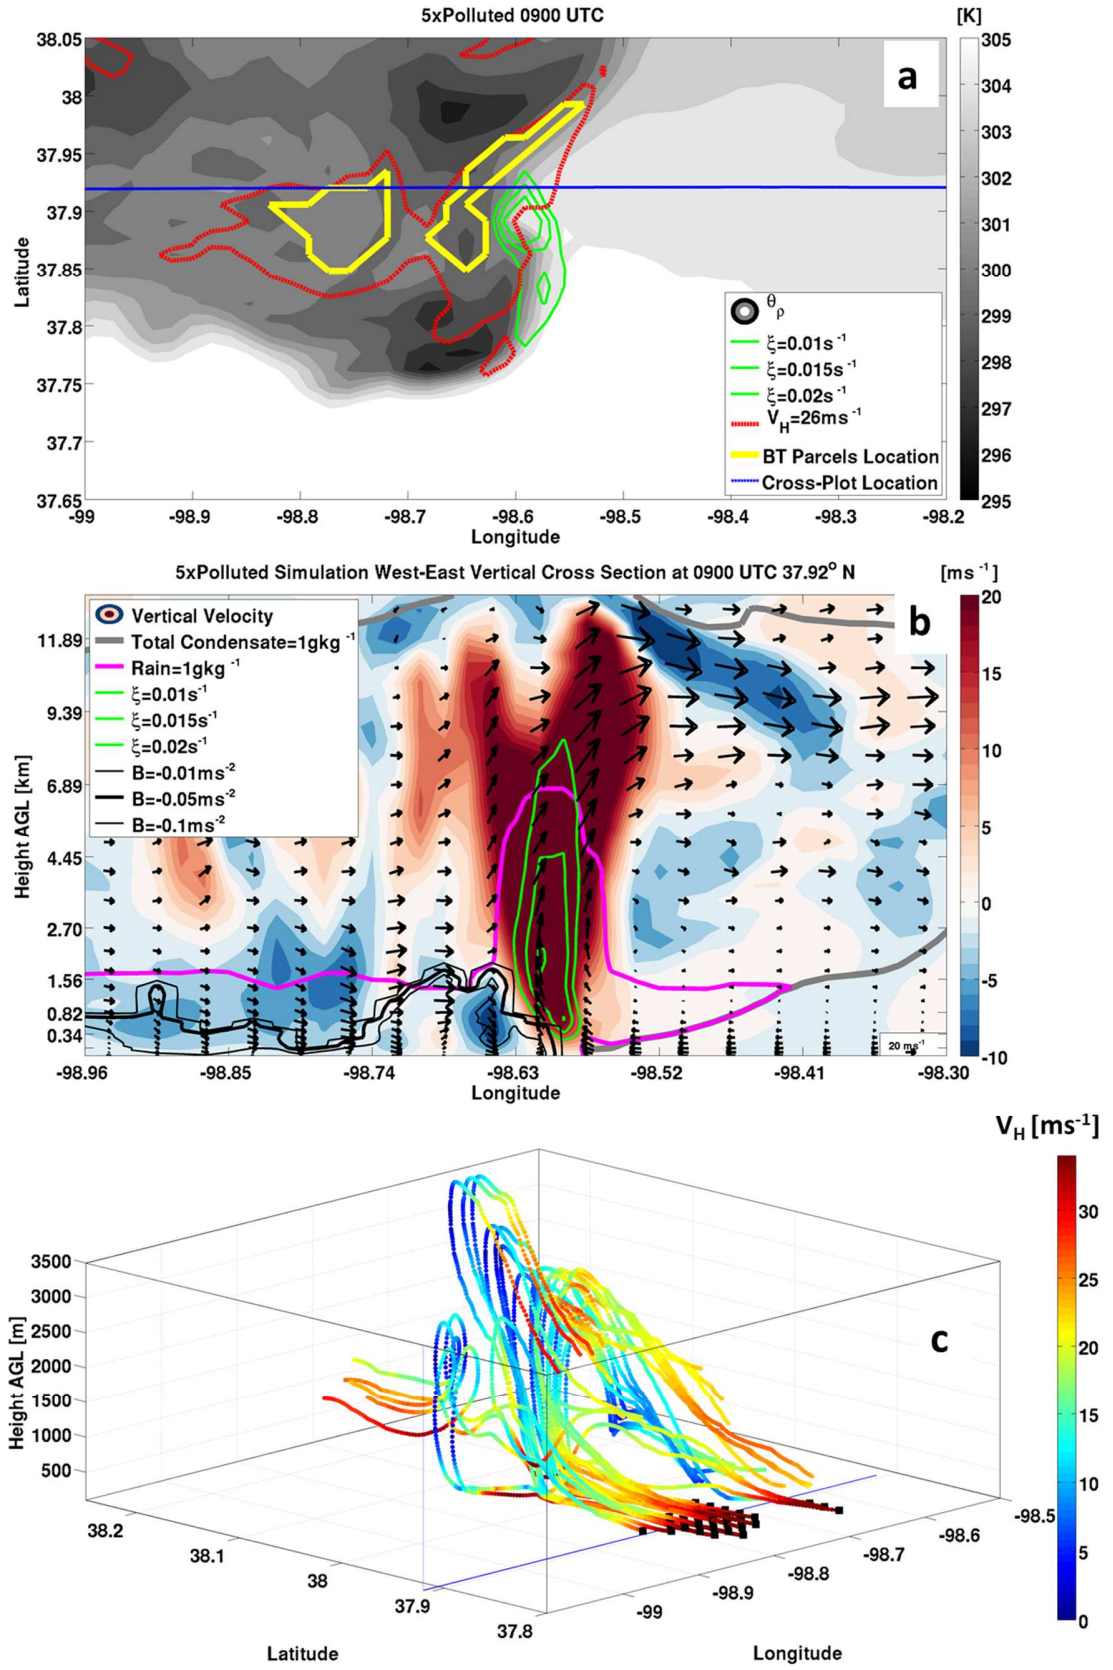 5xPolluted 0900 UTC
[K]
a
38.05
38
37.95
37.9
37.85
37.8
37.75
37.7
37.65
Latitude
-99
-98.9
-98.8
-98.7
-98.6
-98.5
-98.4
-98.3
-98.2
Longitude
θρ
ξ=0.01s⁻¹
ξ=0.015s⁻¹
ξ=0.02s⁻¹
V_H=26ms⁻¹
BT Parcels Location
Cross-Plot Location
305
304
303
302
301
300
299
298
297
296
295
5xPolluted Simulation West-East Vertical Cross Section at 0900 UTC 37.92° N
[ms⁻¹]
b
Vertical Velocity
Total Condensate=1gkg⁻¹
Rain=1gkg⁻¹
ξ=0.01s⁻¹
ξ=0.015s⁻¹
ξ=0.02s⁻¹
B=-0.01ms⁻²
B=-0.05ms⁻²
B=-0.1ms⁻²
11.89
9.39
6.89
4.45
2.70
1.56
0.82
0.34
Height AGL [km]
-98.96
-98.85
-98.74
-98.63
-98.52
-98.41
-98.30
Longitude
20 ms⁻¹
20
15
10
5
0
-5
-10
V_H [ms⁻¹]
c
3500
3000
2500
2000
1500
1000
500
Height AGL [m]
38.2
38.1
38
37.9
37.8
Latitude
-99
-98.9
-98.8
-98.7
-98.6
-98.5
Longitude
30
25
20
15
10
5
0